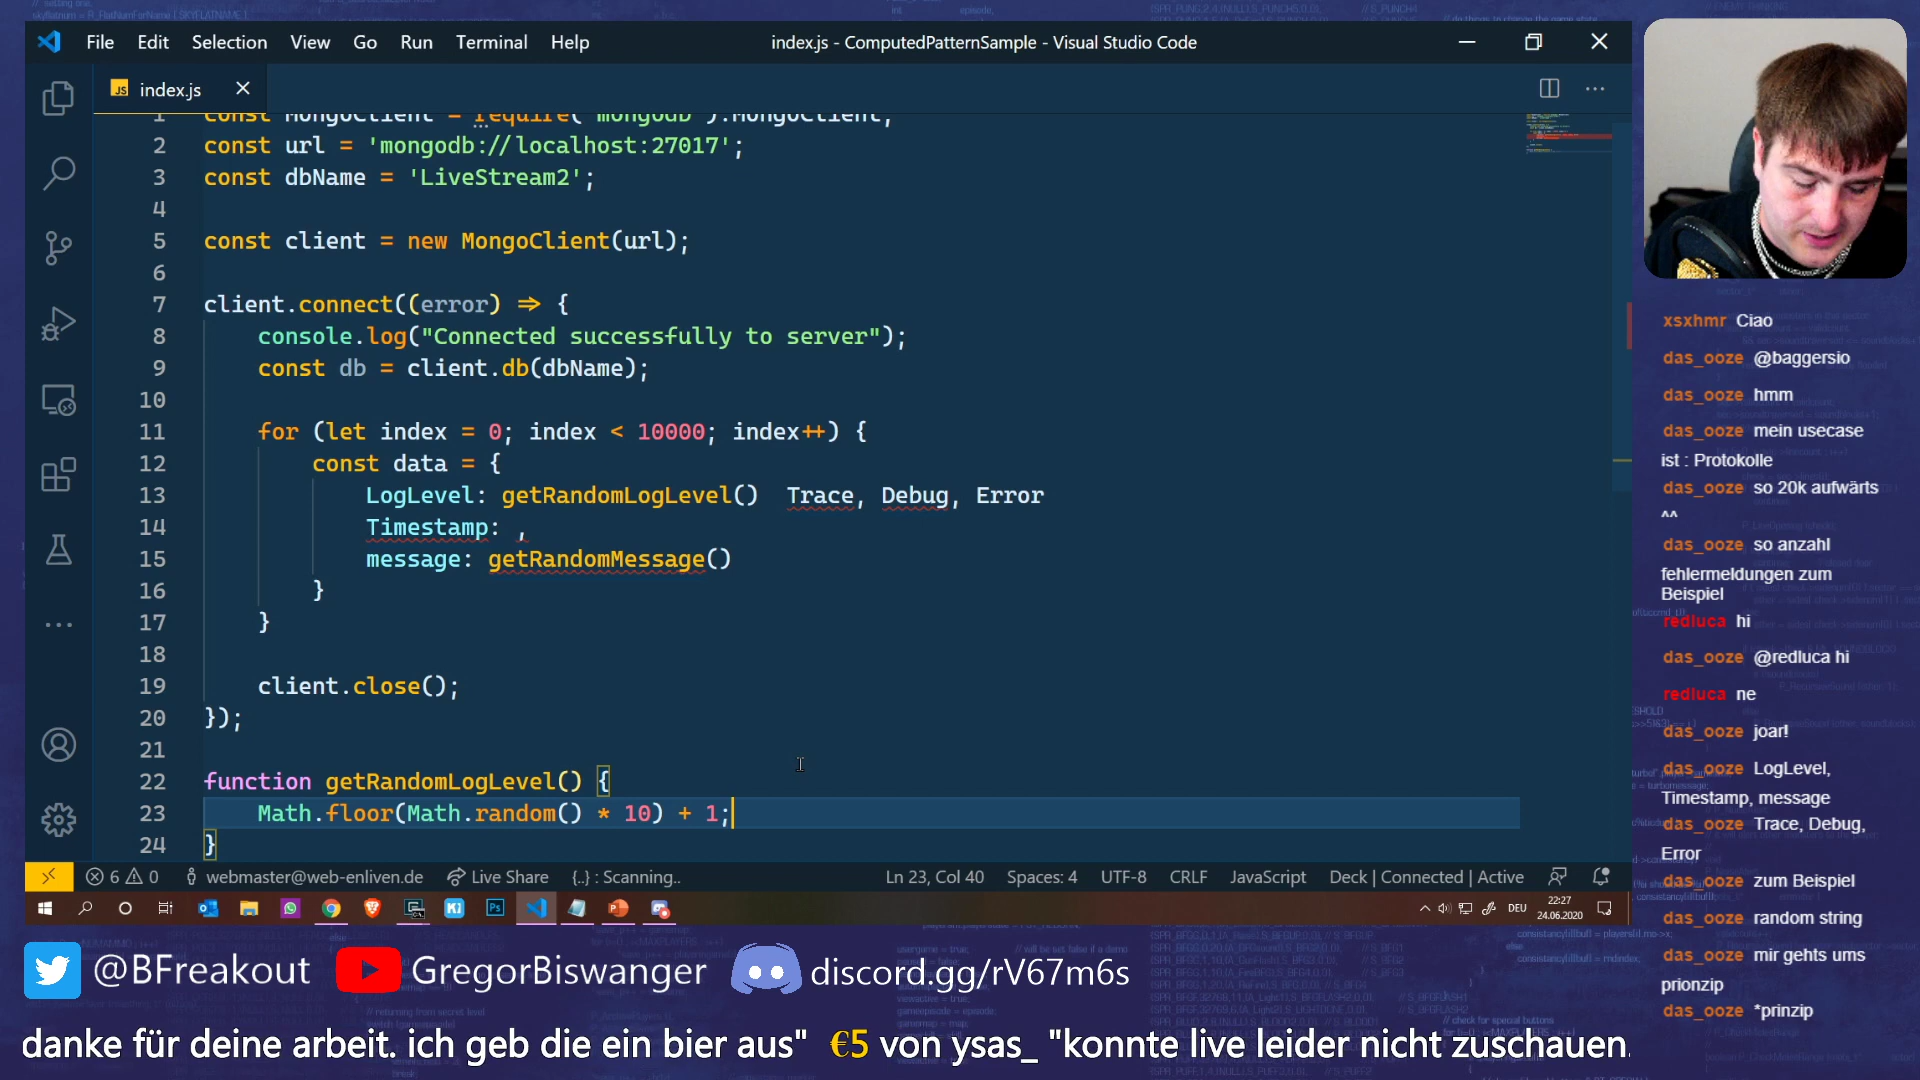 File Edit Selection View Go Run Terminal Help
index.js - ComputedPatternSample - Visual Studio Code
JS index.js
1 const MongoClient = require('mongodb').MongoClient;
2 const url = 'mongodb://localhost:27017';
3 const dbName = 'LiveStream2';
4
5 const client = new MongoClient(url);
6
7 client.connect((error) => {
8 console.log("Connected successfully to server");
9 const db = client.db(dbName);
10
11 for (let index = 0; index < 10000; index++) {
12 const data = {
13 LogLevel: getRandomLogLevel() Trace, Debug, Error
14 Timestamp: ,
15 message: getRandomMessage()
16 }
17 }
18
19 client.close();
20 });
21
22 function getRandomLogLevel() {
23 Math.floor(Math.random() * 10) + 1;
24 }
6 0 webmaster@web-enliven.de Live Share {..} : Scanning.. Ln 23, Col 40 Spaces: 4 UTF-8 CRLF JavaScript Deck | Connected | Active
DEU 22:27
24.06.2020
xsxhmr Ciao
das_ooze @baggersio
das_ooze hmm
das_ooze mein usecase
ist : Protokolle
das_ooze so 20k aufwärts
^^
das_ooze so anzahl
fehlermeldungen zum
Beispiel
redluca hi
das_ooze @redluca hi
redluca ne
das_ooze joar!
das_ooze LogLevel,
Timestamp, message
das_ooze Trace, Debug,
Error
das_ooze zum Beispiel
das_ooze random string
das_ooze mir gehts ums
prionzip
das_ooze *prinzip
@BFreakout GregorBiswanger discord.gg/rV67m6s
danke für deine arbeit. ich geb die ein bier aus" €5 von ysas_ "konnte live leider nicht zuschauen.